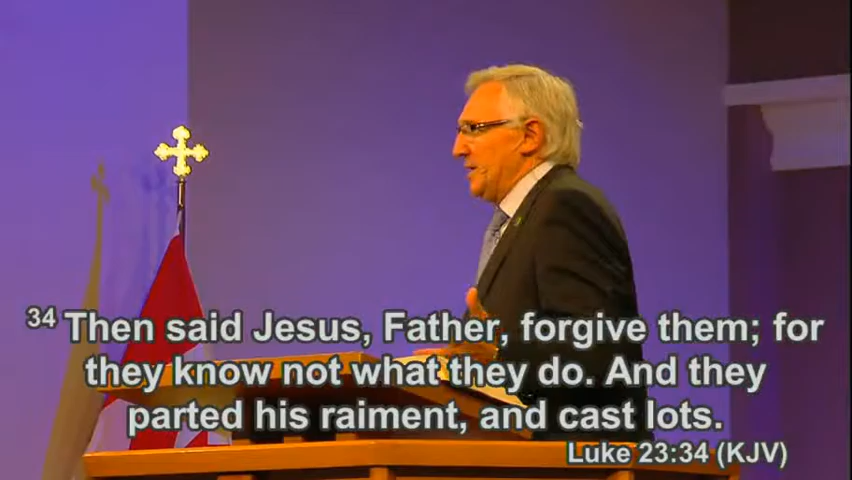 34 Then said Jesus, Father, forgive them; for
they know not what they do. And they
parted his raiment, and cast lots.
Luke 23:34 (KJV)